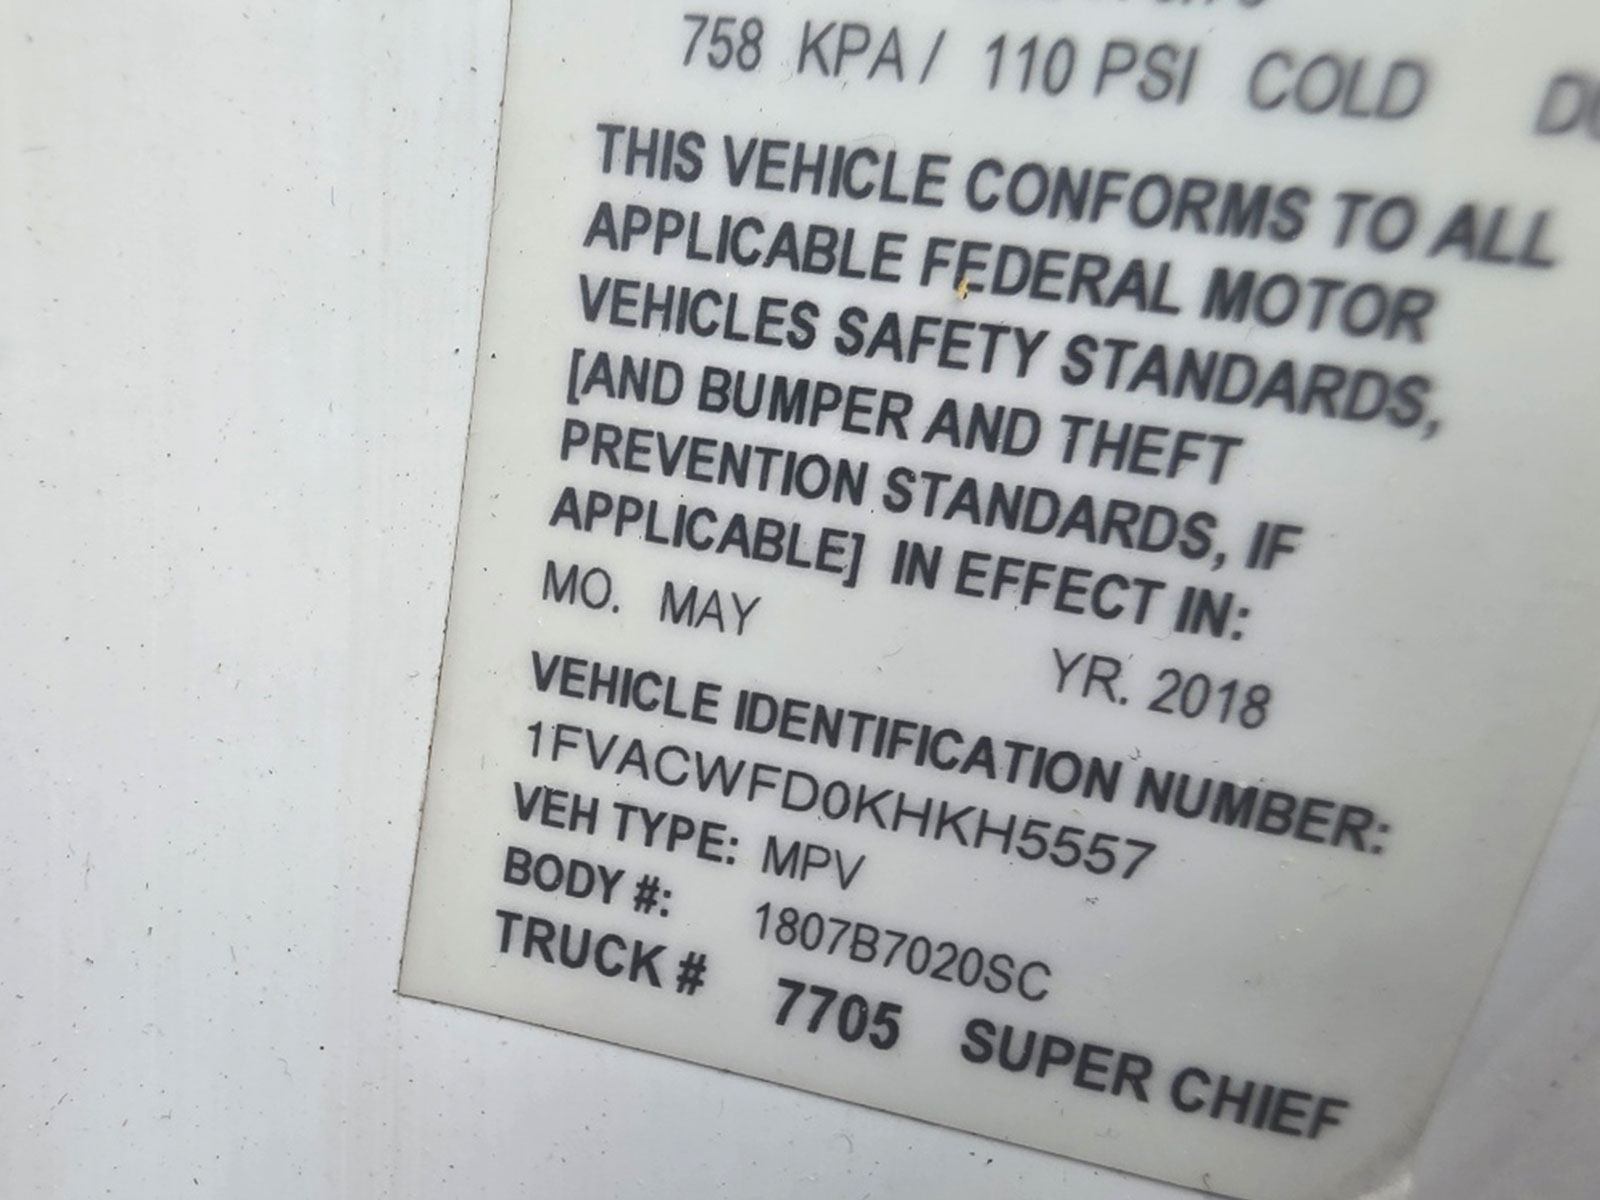 758 KPA / 110 PSI COLD
THIS VEHICLE CONFORMS TO ALL
APPLICABLE FEDERAL MOTOR
VEHICLES SAFETY STANDARDS,
[AND BUMPER AND THEFT
PREVENTION STANDARDS, IF
APPLICABLE] IN EFFECT IN:
MO. MAY YR. 2018
VEHICLE IDENTIFICATION NUMBER:
1FVACWFD0KHKH5557
VEH TYPE: MPV
BODY #: 1807B7020SC
TRUCK # 7705 SUPER CHIEF